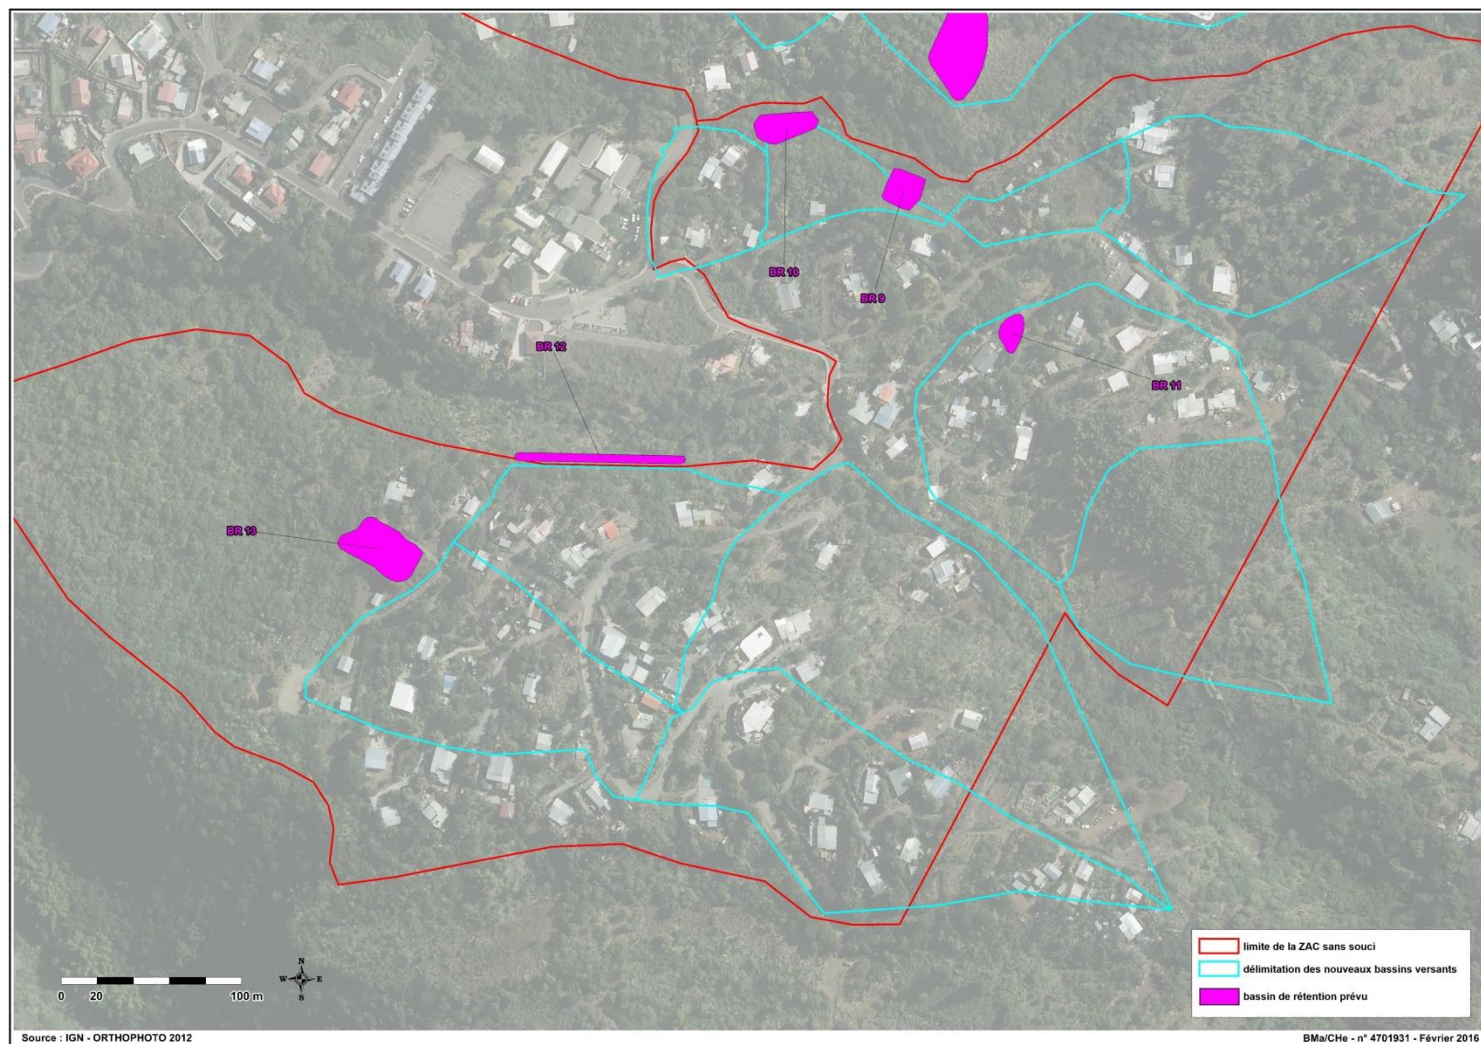 BR 10
BR 9
BR 12
BR 11
BR 13
N
W E
S
0 20 100 m
limite de la ZAC sans souci
délimitation des nouveaux bassins versants
bassin de rétention prévu
Source : IGN - ORTHOPHOTO 2012
BMa/CHe - n° 4701931 - Février 2016